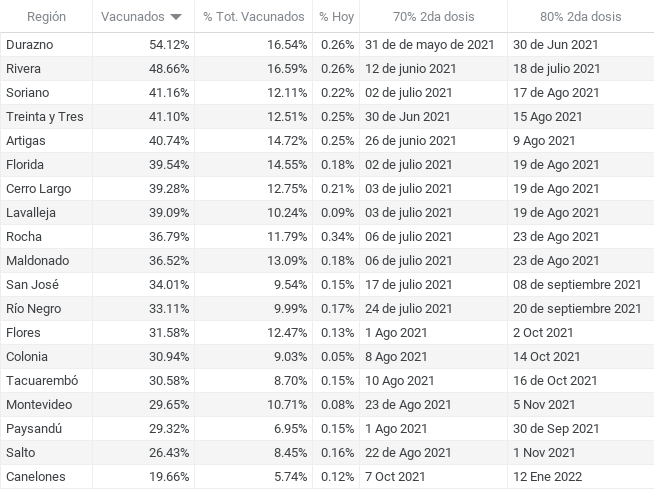 Región Vacunados % Tot. Vacunados % Hoy 70% 2da dosis 80% 2da dosis
Durazno 54.12% 16.54% 0.26% 31 de de mayo de 2021 30 de Jun 2021
Rivera 48.66% 16.59% 0.26% 12 de junio 2021 18 de julio 2021
Soriano 41.16% 12.11% 0.22% 02 de julio 2021 17 de Ago 2021
Treinta y Tres 41.10% 12.51% 0.25% 30 de Jun 2021 15 Ago 2021
Artigas 40.74% 14.72% 0.25% 26 de junio 2021 9 Ago 2021
Florida 39.54% 14.55% 0.18% 02 de julio 2021 19 de Ago 2021
Cerro Largo 39.28% 12.75% 0.21% 03 de julio 2021 19 de Ago 2021
Lavalleja 39.09% 10.24% 0.09% 03 de julio 2021 19 de Ago 2021
Rocha 36.79% 11.79% 0.34% 06 de julio 2021 23 de Ago 2021
Maldonado 36.52% 13.09% 0.18% 06 de julio 2021 23 de Ago 2021
San José 34.01% 9.54% 0.15% 17 de julio 2021 08 de septiembre 2021
Río Negro 33.11% 9.99% 0.17% 24 de julio 2021 20 de septiembre 2021
Flores 31.58% 12.47% 0.13% 1 Ago 2021 2 Oct 2021
Colonia 30.94% 9.03% 0.05% 8 Ago 2021 14 Oct 2021
Tacuarembó 30.58% 8.70% 0.15% 10 Ago 2021 16 de Oct 2021
Montevideo 29.65% 10.71% 0.08% 23 de Ago 2021 5 Nov 2021
Paysandú 29.32% 6.95% 0.15% 1 Ago 2021 30 de Sep 2021
Salto 26.43% 8.45% 0.16% 22 de Ago 2021 1 Nov 2021
Canelones 19.66% 5.74% 0.12% 7 Oct 2021 12 Ene 2022